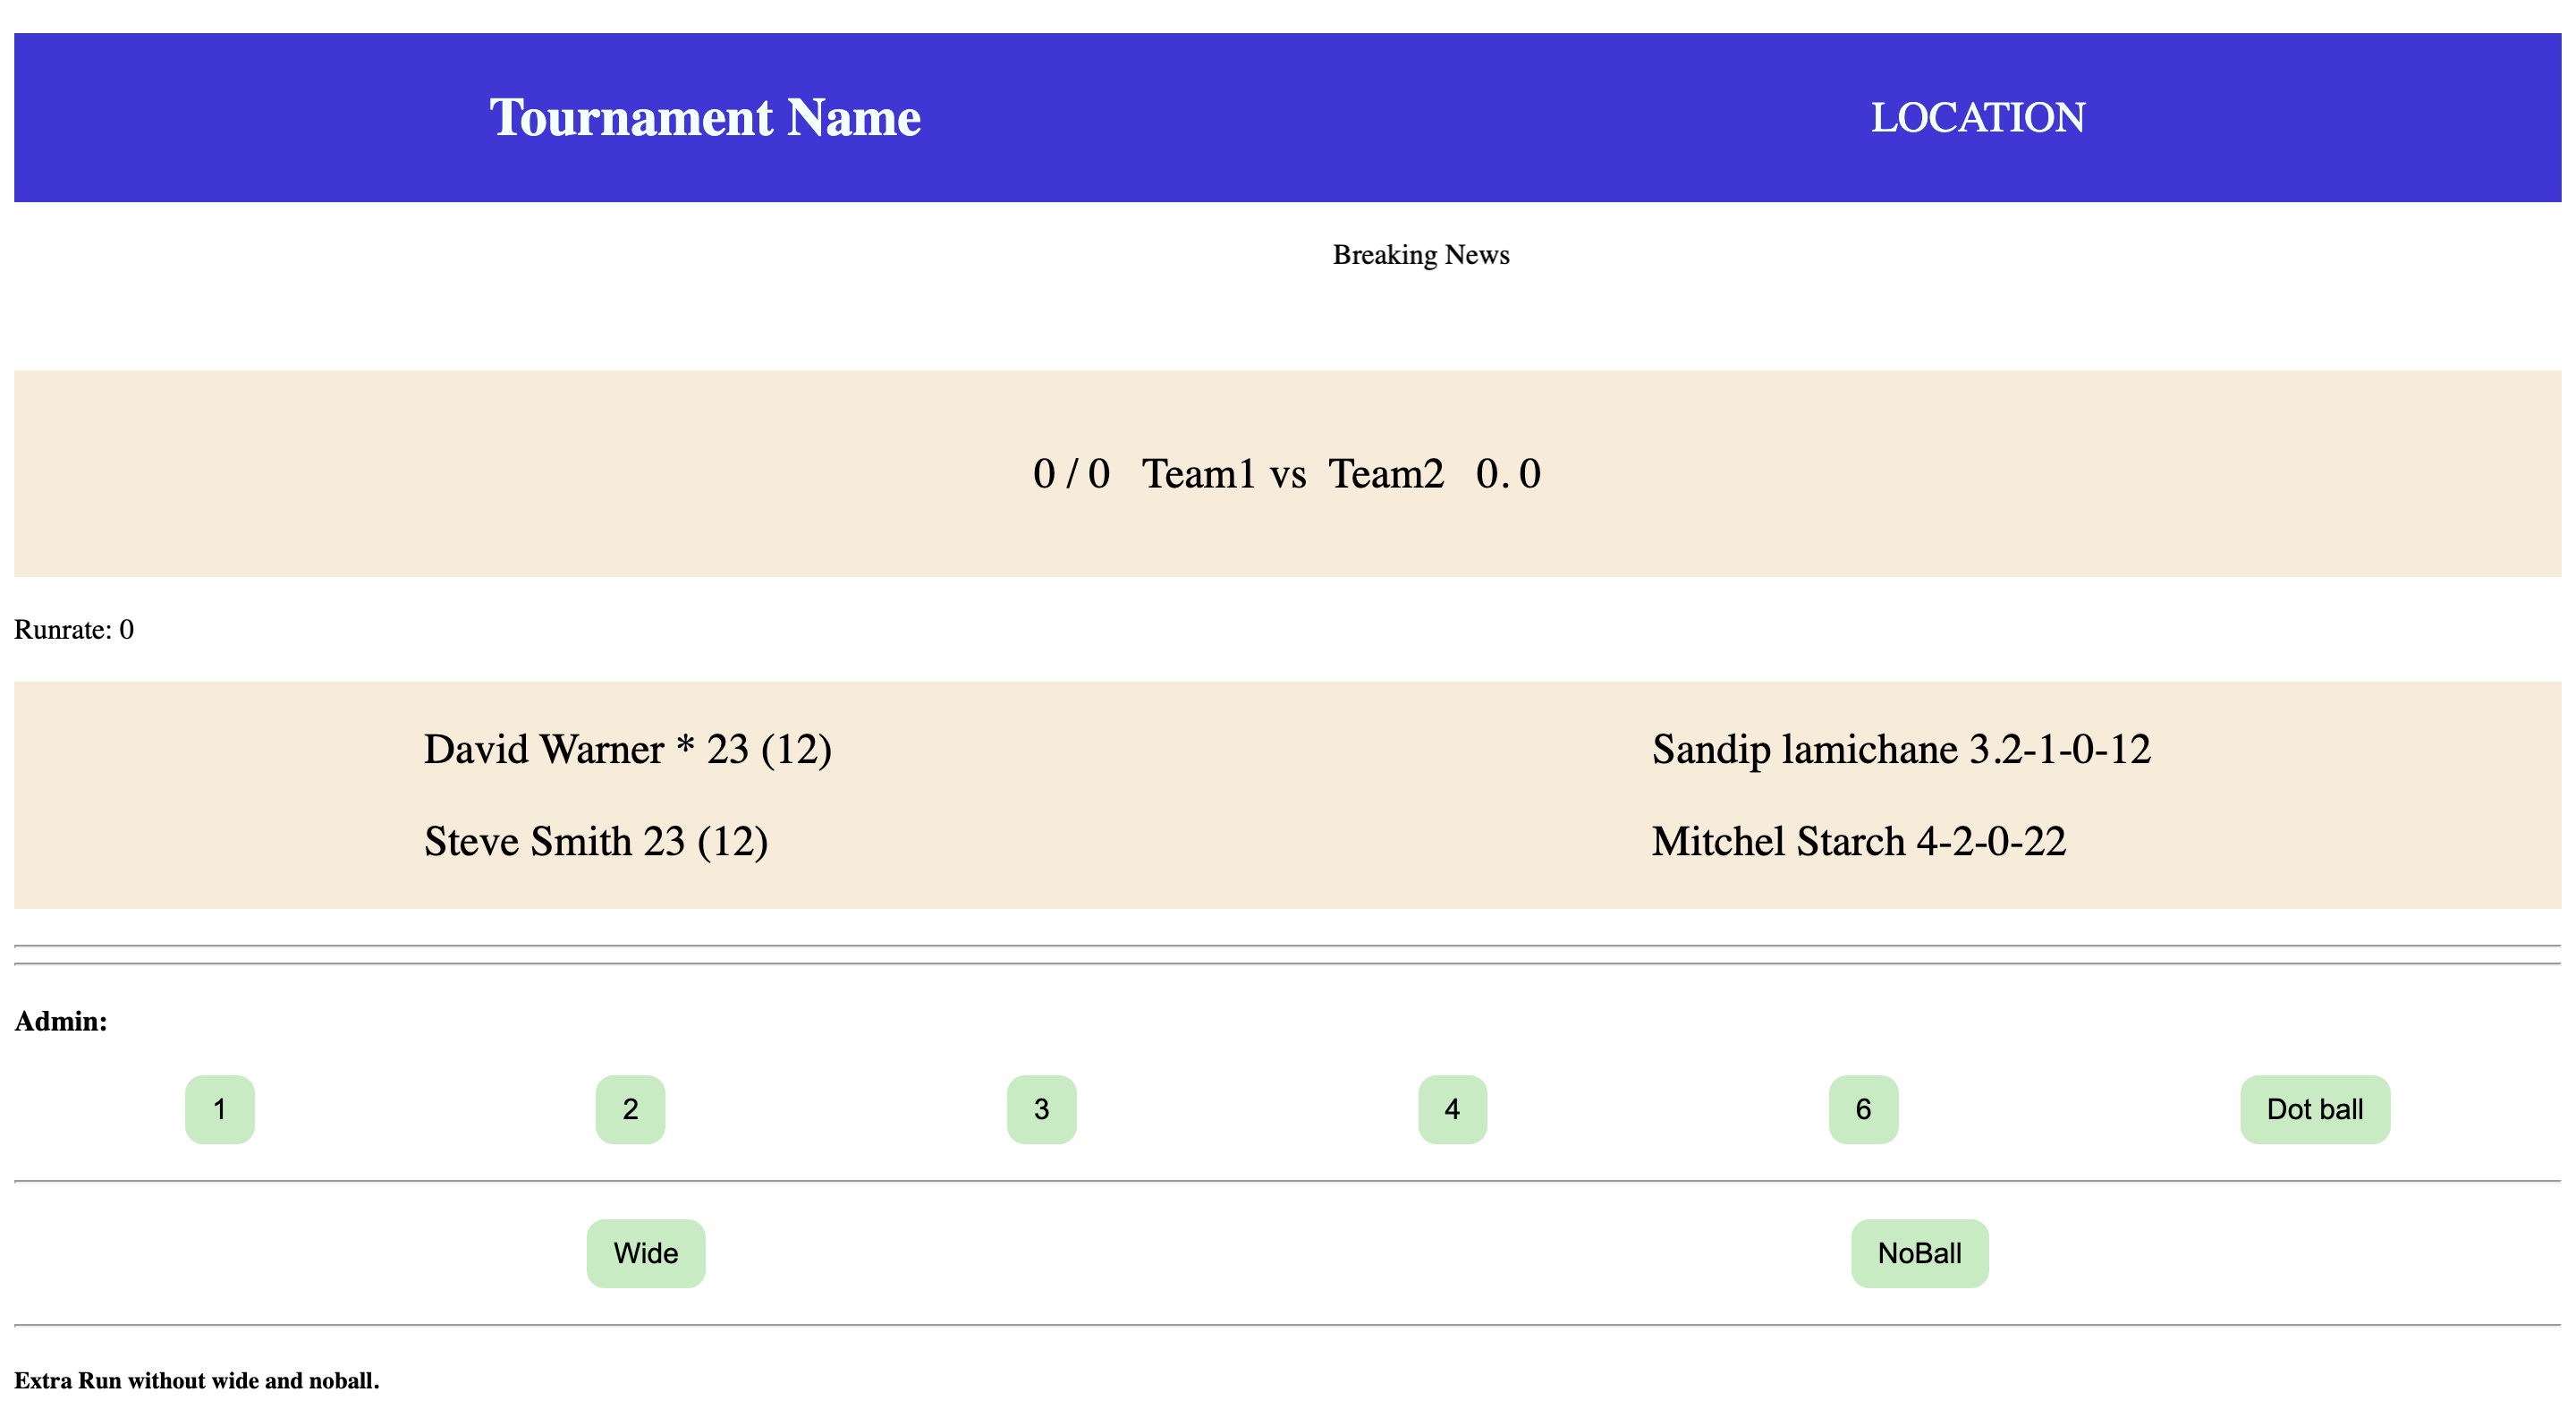 Tournament Name LOCATION
Breaking News
0 / 0 Team1 vs Team2 0. 0
Runrate: 0
David Warner * 23 (12) Sandip lamichane 3.2-1-0-12
Steve Smith 23 (12) Mitchel Starch 4-2-0-22
Admin:
1 2 3 4 6 Dot ball
Wide NoBall
Extra Run without wide and noball.